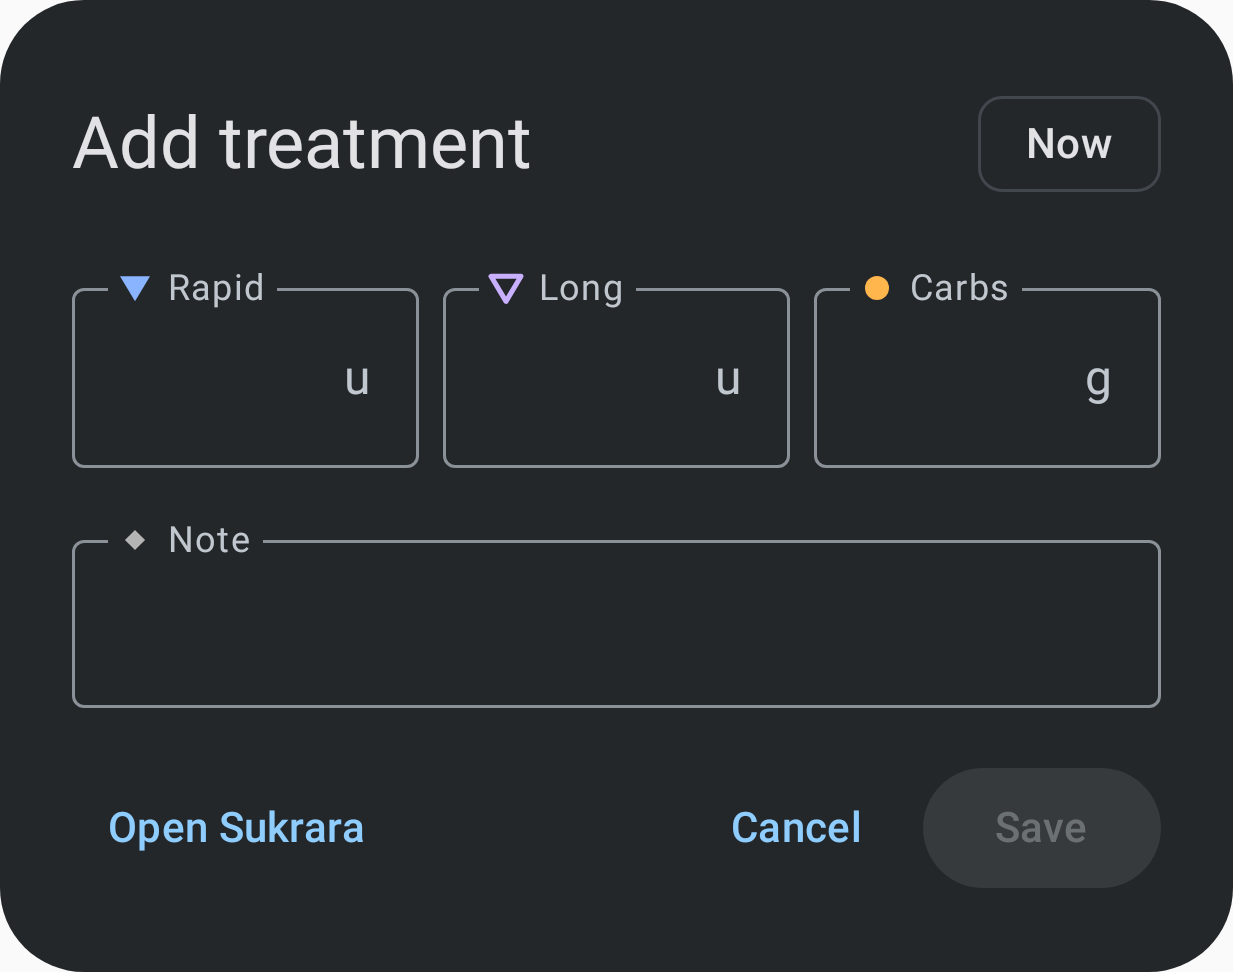 Add treatment
Now
Rapid
Long
Carbs
u
u
g
Note
Open Sukrara
Cancel
Save